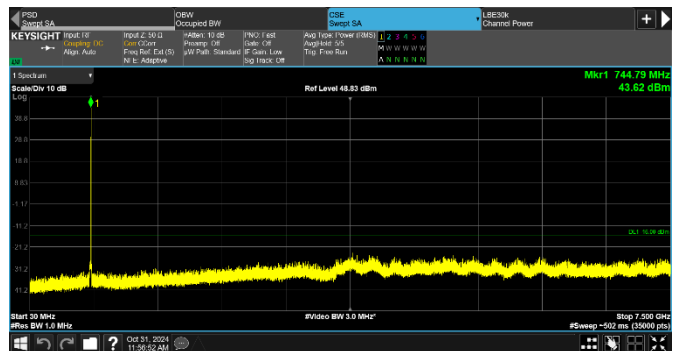 PSD
Swept SA
OBW
Occupied BW
CSE
Swept SA
LBE30k
Channel Power
+
KEYSIGHT
Input: RF
Coupling: DC
Align: Auto
Input Z: 50 Ω
Corr CCorr
Freq Ref: Ext (S)
NFE: Adaptive
#Atten: 10 dB
Preamp: Off
µW Path: Standard
PNO: Fast
Gate: Off
IF Gain: Low
Sig Track: Off
Avg Type: Power (RMS)
Avg|Hold: 5/5
Trig: Free Run
1 2 3 4 5 6
M W W W W W
A N N N N N
1 Spectrum
Scale/Div 10 dB
Ref Level 48.83 dBm
Mkr1 744.79 MHz
43.62 dBm
Log
1
38.8
28.8
18.8
8.83
-1.17
-11.2
-21.2
-31.2
-41.2
Start 30 MHz
#Res BW 1.0 MHz
#Video BW 3.0 MHz*
Stop 7.500 GHz
#Sweep ~502 ms (35000 pts)
?
Oct 31, 2024
11:56:52 AM